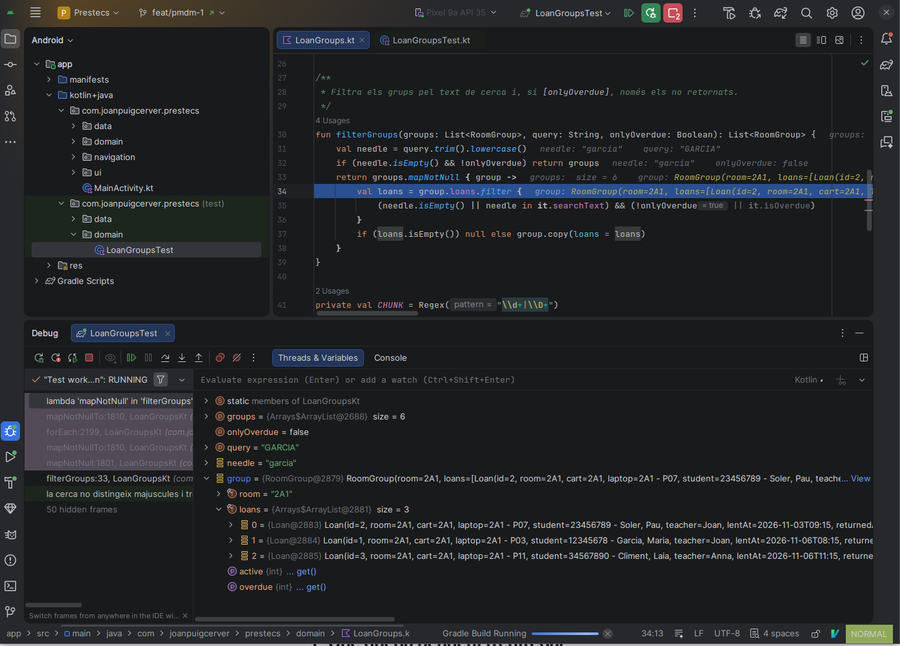 P Prestecs
feat/pmdm-1
Pixel 9a API 35
LoanGroupsTest
2
Android
app
manifests
kotlin+java
com.joanpuigcerver.prestecs
data
domain
navigation
ui
MainActivity.kt
com.joanpuigcerver.prestecs (test)
data
domain
LoanGroupsTest
res
Gradle Scripts
LoanGroups.kt
LoanGroupsTest.kt
26
27 /**
28 * Filtra els grups pel text de cerca i, si [onlyOverdue], només els no retornats.
29 */
4 Usages
30 fun filterGroups(groups: List<RoomGroup>, query: String, onlyOverdue: Boolean): List<RoomGroup> { groups:
31 val needle = query.trim().lowercase() needle: "garcia" query: "GARCIA"
32 if (needle.isEmpty() && !onlyOverdue) return groups needle: "garcia" onlyOverdue: false
33 return groups.mapNotNull { group -> groups: size = 6 group: RoomGroup(room=2A1, loans=[Loan(id=2, r
34 val loans = group.loans.filter { group: RoomGroup(room=2A1, loans=[Loan(id=2, room=2A1, cart=2A1, l
35 (needle.isEmpty() || needle in it.searchText) && (!onlyOverdue = true || it.isOverdue)
36 }
37 if (loans.isEmpty()) null else group.copy(loans = loans)
38 }
39 }
40
2 Usages
41 private val CHUNK = Regex( pattern = "\\d+|\\D+")
Debug
LoanGroupsTest
Threads & Variables
Console
"Test work...n": RUNNING
Evaluate expression (Enter) or add a watch (Ctrl+Shift+Enter)
Kotlin
lambda 'mapNotNull' in 'filterGroups'
mapNotNullTo:1810, LoanGroupsKt (
forEach:2199, LoanGroupsKt (com.jo
mapNotNullTo:1810, LoanGroupsKt (
mapNotNull:1801, LoanGroupsKt (co
filterGroups:33, LoanGroupsKt (com
la cerca no distingeix majuscules i tr
50 hidden frames
Switch frames from anywhere in the IDE wi...
static members of LoanGroupsKt
groups = {Arrays$ArrayList@2688} size = 6
onlyOverdue = false
query = "GARCIA"
needle = "garcia"
group = {RoomGroup@2879} RoomGroup(room=2A1, loans=[Loan(id=2, room=2A1, cart=2A1, laptop=2A1 - P07, student=23456789 - Soler, Pau, teache... View
room = "2A1"
loans = {Arrays$ArrayList@2881} size = 3
0 = {Loan@2883} Loan(id=2, room=2A1, cart=2A1, laptop=2A1 - P07, student=23456789 - Soler, Pau, teacher=Joan, lentAt=2026-11-03T09:15, returnedA
1 = {Loan@2884} Loan(id=1, room=2A1, cart=2A1, laptop=2A1 - P03, student=12345678 - Garcia, Maria, teacher=Joan, lentAt=2026-11-06T08:15, returne
2 = {Loan@2885} Loan(id=3, room=2A1, cart=2A1, laptop=2A1 - P11, student=34567890 - Climent, Laia, teacher=Anna, lentAt=2026-11-06T11:15, returne
active {int} ... get()
overdue {int} ... get()
app > src > main > java > com > joanpuigcerver > prestecs > domain > LoanGroups.k
Gradle Build Running
34:13
LF
UTF-8
4 spaces
NORMAL